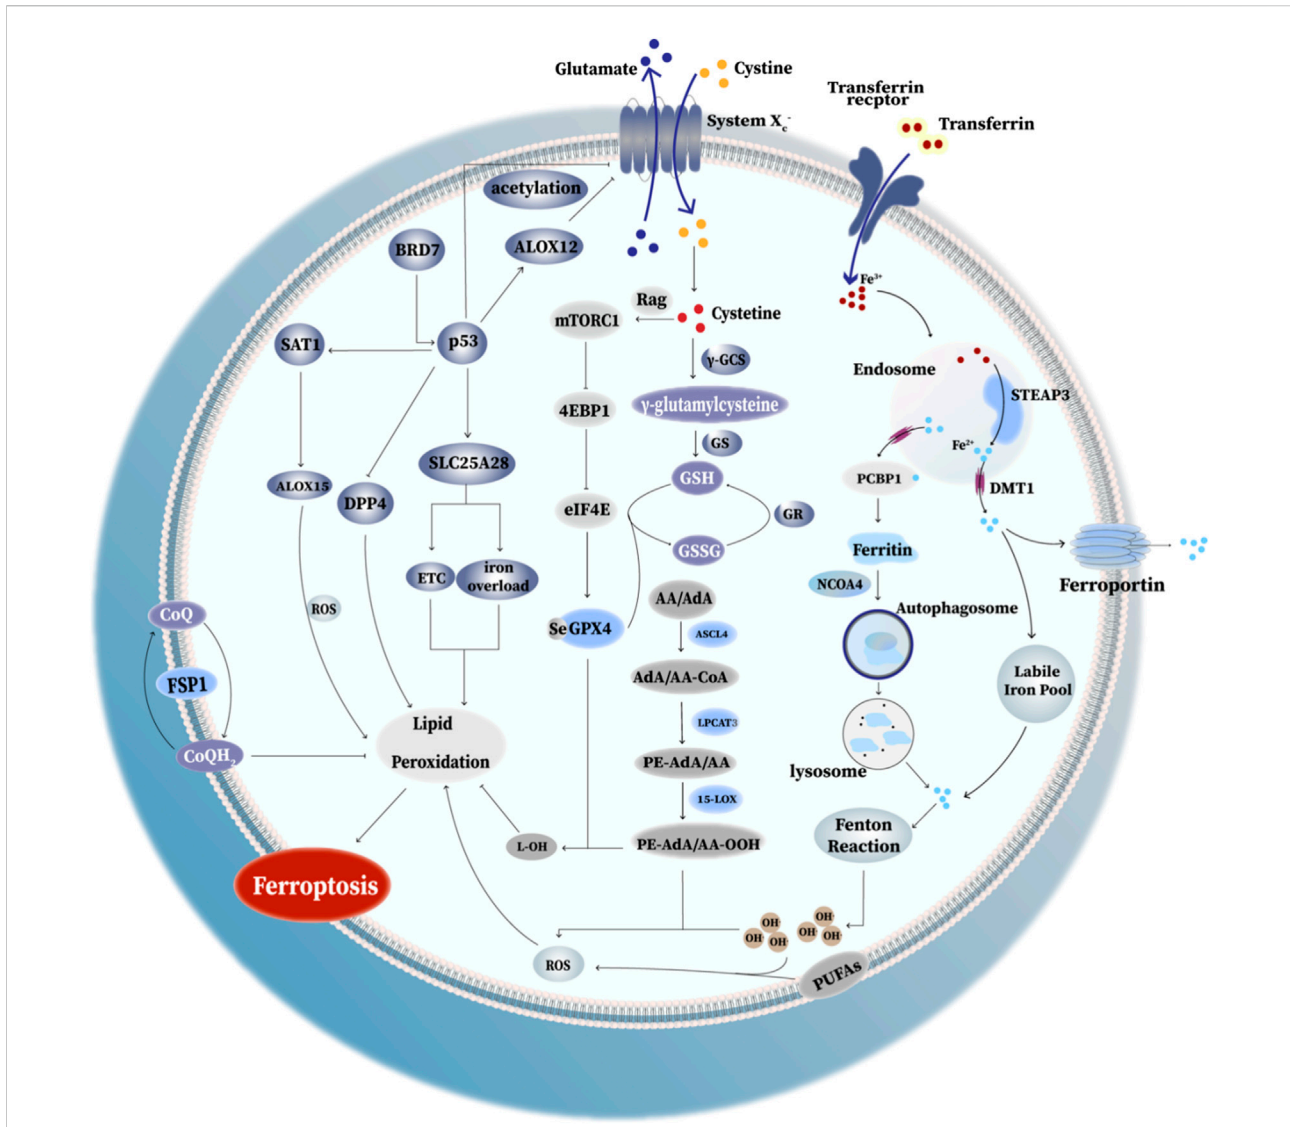 Glutamate
Cystine
System Xc-
Transferrin
recptor
Transferrin
acetylation
BRD7
ALOX12
Fe3+
Rag
mTORC1
Cystetine
SAT1
p53
γ-GCS
Endosome
STEAP3
4EBP1
γ-glutamylcysteine
GS
Fe2+
SLC25A28
ALOX15
DPP4
GSH
PCBP1
DMT1
eIF4E
GR
GSSG
Ferritin
ETC
iron
overload
NCOA4
Ferroportin
ROS
CoQ
AA/AdA
Autophagosome
Se
GPX4
ASCL4
FSP1
AdA/AA-CoA
Labile
Iron Pool
Lipid
Peroxidation
LPCAT3
CoQH2
PE-AdA/AA
lysosome
15-LOX
L-OH
PE-AdA/AA-OOH
Fenton
Reaction
Ferroptosis
OH
OH
OH
OH
OH
OH
ROS
PUFAs